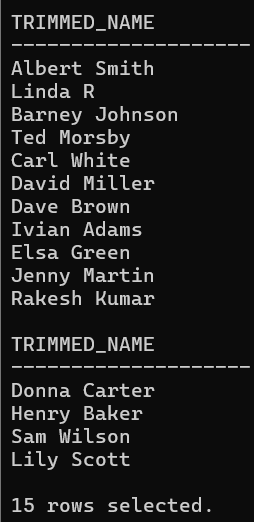 TRIMMED_NAME
--------------------
Albert Smith
Linda R
Barney Johnson
Ted Morsby
Carl White
David Miller
Dave Brown
Ivian Adams
Elsa Green
Jenny Martin
Rakesh Kumar

TRIMMED_NAME
--------------------
Donna Carter
Henry Baker
Sam Wilson
Lily Scott

15 rows selected.